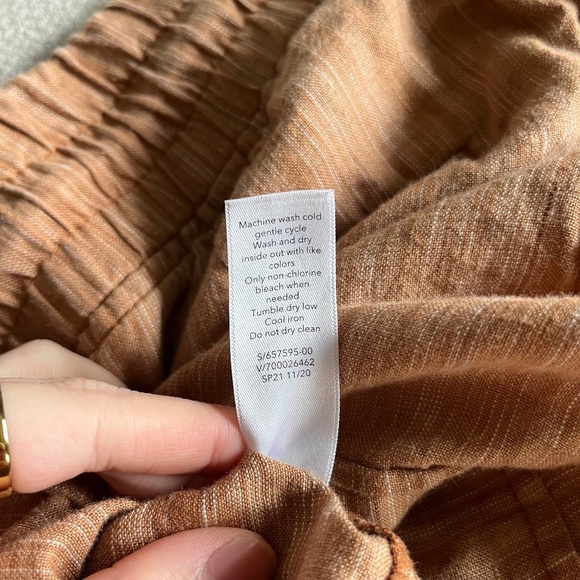 Machine wash cold
gentle cycle
Wash and dry
inside out with like
colors
Only non-chlorine
bleach when
needed
Tumble dry low
Cool iron
Do not dry clean
S/657595-00
V/700026462
SP21 11/20